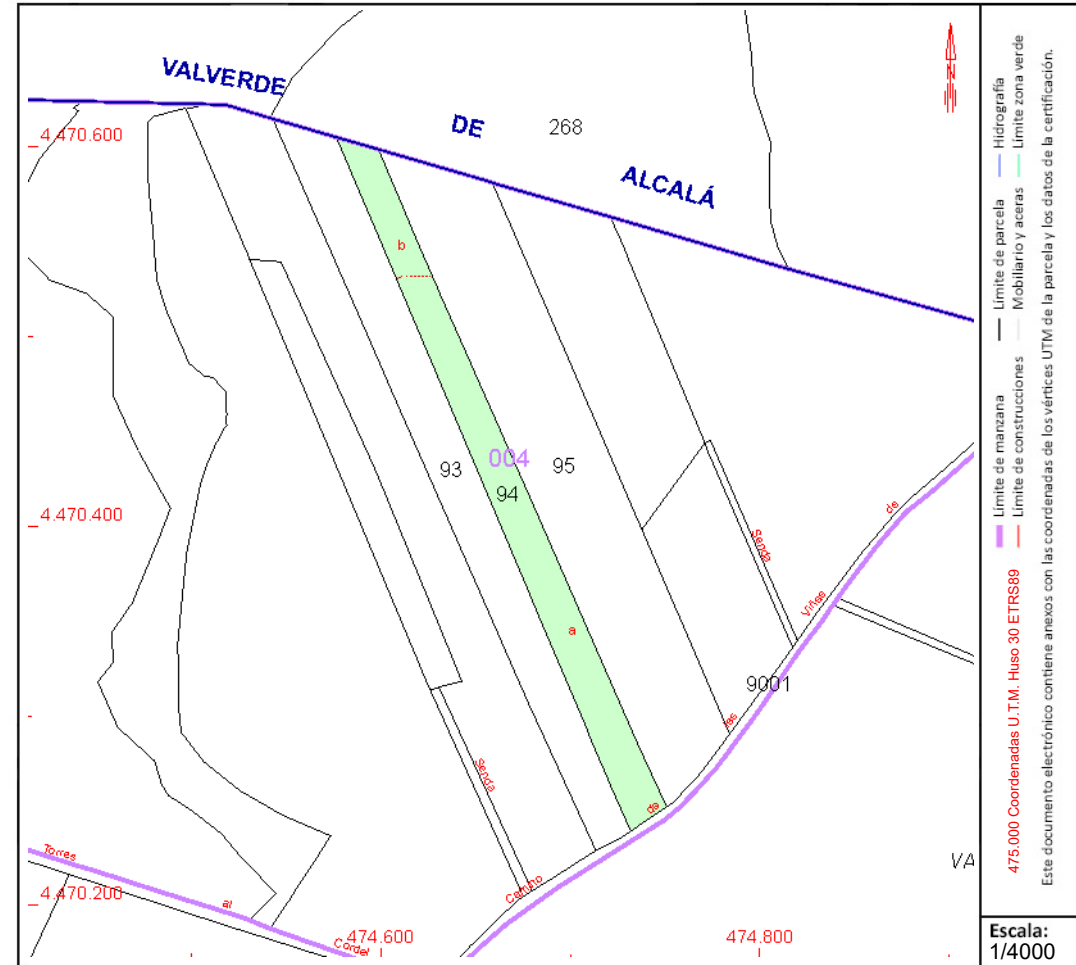 VALVERDE
DE
ALCALÁ
268
4.470.600
b
004
93
95
94
4.470.400
Senda
de
Viñas
a
9001
las
Senda
de
Camino
Torres
al
Cordel
4.470.200
474.600
474.800
VA
N
Hidrografía
Límite zona verde
Límite de parcela
Mobiliario y aceras
Límite de manzana
Límite de construcciones
475.000 Coordenadas U.T.M. Huso 30 ETRS89
Este documento electrónico contiene anexos con las coordenadas de los vértices UTM de la parcela y los datos de la certificación.
Escala:
1/4000